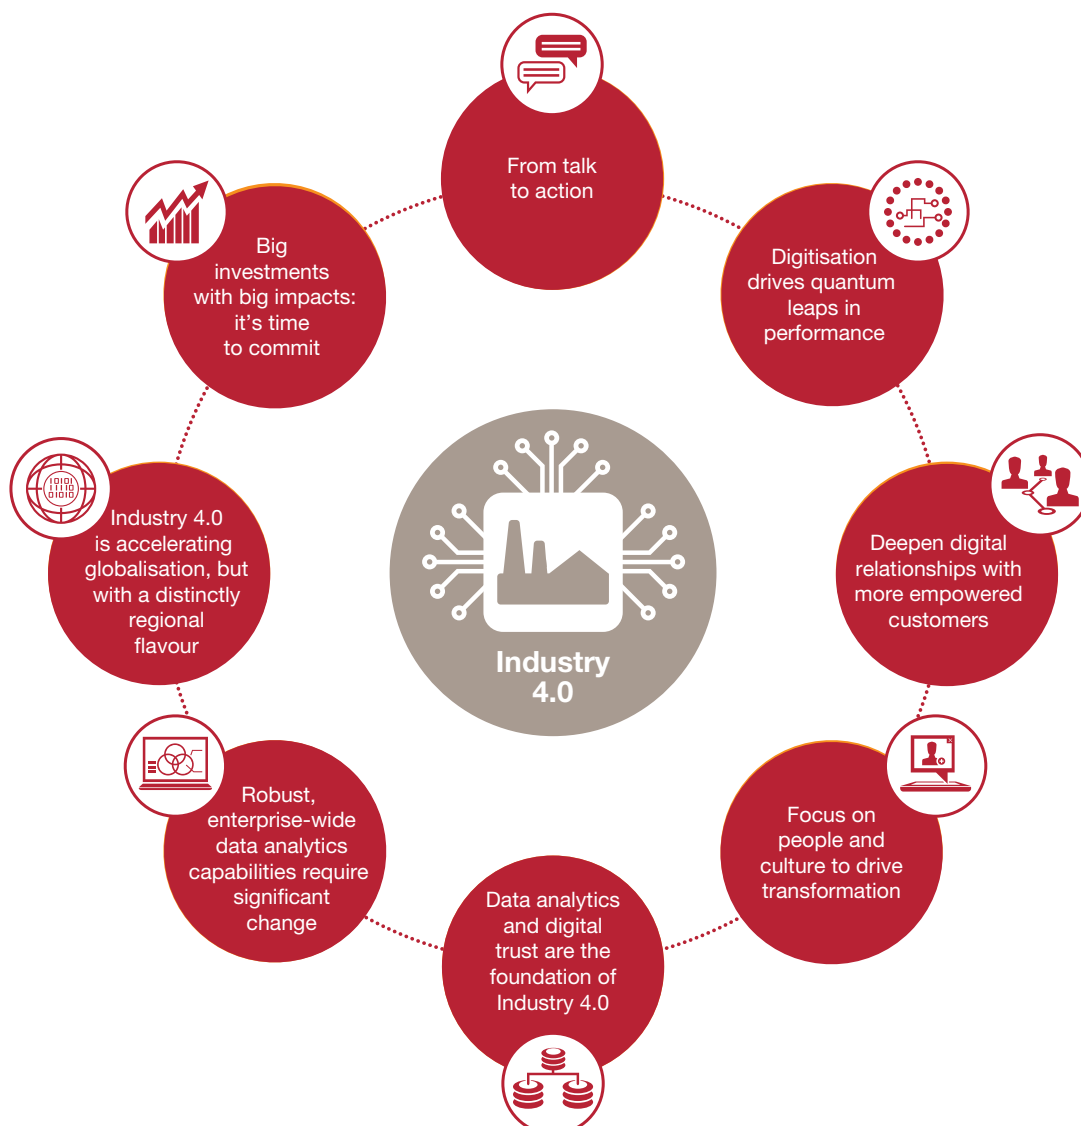 From talk
to action
Digitisation
drives quantum
leaps in
performance
Deepen digital
relationships with
more empowered
customers
Focus on
people and
culture to drive
transformation
Data analytics
and digital
trust are the
foundation of
Industry 4.0
Robust,
enterprise-wide
data analytics
capabilities require
significant
change
Industry 4.0
is accelerating
globalisation, but
with a distinctly
regional
flavour
10101
11110
01010
Big
investments
with big impacts:
it's time
to commit
Industry
4.0